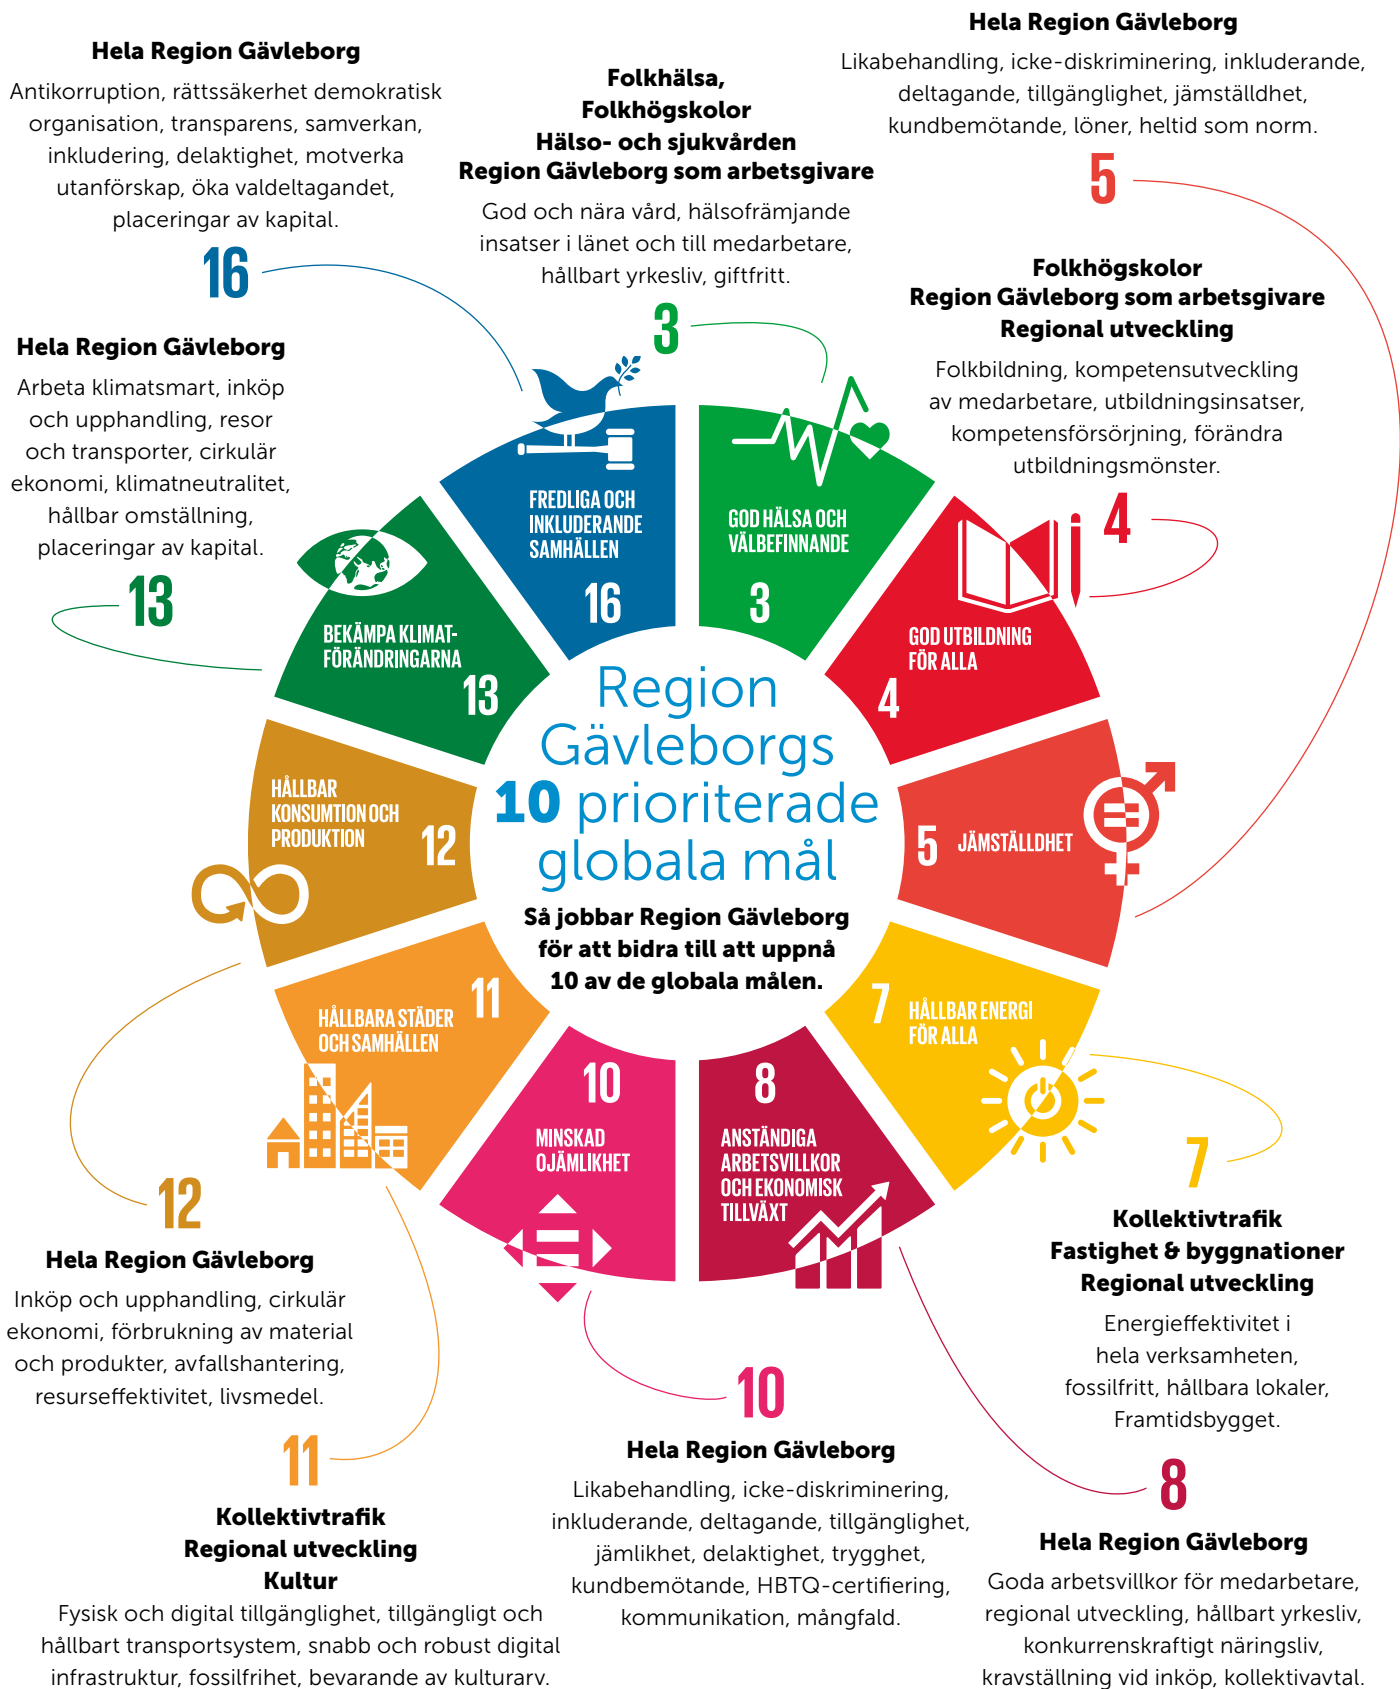 Hela Region Gävleborg
Antikorruption, rättssäkerhet demokratisk
organisation, transparens, samverkan,
inkludering, delaktighet, motverka
utanförskap, öka valdeltagandet,
placeringar av kapital.
16
Folkhälsa,
Folkhögskolor
Hälso- och sjukvården
Region Gävleborg som arbetsgivare
God och nära vård, hälsofrämjande
insatser i länet och till medarbetare,
hållbart yrkesliv, giftfritt.
3
Hela Region Gävleborg
Likabehandling, icke-diskriminering, inkluderande,
deltagande, tillgänglighet, jämställdhet,
kundbemötande, löner, heltid som norm.
5
Folkhögskolor
Region Gävleborg som arbetsgivare
Regional utveckling
Folkbildning, kompetensutveckling
av medarbetare, utbildningsinsatser,
kompetensförsörjning, förändra
utbildningsmönster.
4
Hela Region Gävleborg
Arbeta klimatsmart, inköp
och upphandling, resor
och transporter, cirkulär
ekonomi, klimatneutralitet,
hållbar omställning,
placeringar av kapital.
13
FREDLIGA OCH
INKLUDERANDE
SAMHÄLLEN
16
GOD HÄLSA OCH
VÄLBEFINNANDE
3
GOD UTBILDNING
FÖR ALLA
4
BEKÄMPA KLIMAT-
FÖRÄNDRINGARNA
13
Region
Gävleborgs
10 prioriterade
globala mål
Så jobbar Region Gävleborg
för att bidra till att uppnå
10 av de globala målen.
HÅLLBAR
KONSUMTION OCH
PRODUKTION
12
5
JÄMSTÄLLDHET
11
HÅLLBARA STÄDER
OCH SAMHÄLLEN
7
HÅLLBAR ENERGI
FÖR ALLA
10
MINSKAD
OJÄMLIKHET
8
ANSTÄNDIGA
ARBETSVILLKOR
OCH EKONOMISK
TILLVÄXT
12
Hela Region Gävleborg
Inköp och upphandling, cirkulär
ekonomi, förbrukning av material
och produkter, avfallshantering,
resurseffektivitet, livsmedel.
7
Kollektivtrafik
Fastighet & byggnationer
Regional utveckling
Energieffektivitet i
hela verksamheten,
fossilfritt, hållbara lokaler,
Framtidsbygget.
11
Kollektivtrafik
Regional utveckling
Kultur
Fysisk och digital tillgänglighet, tillgängligt och
hållbart transportsystem, snabb och robust digital
infrastruktur, fossilfrihet, bevarande av kulturarv.
10
Hela Region Gävleborg
Likabehandling, icke-diskriminering,
inkluderande, deltagande, tillgänglighet,
jämlikhet, delaktighet, trygghet,
kundbemötande, HBTQ-certifiering,
kommunikation, mångfald.
8
Hela Region Gävleborg
Goda arbetsvillkor för medarbetare,
regional utveckling, hållbart yrkesliv,
konkurrenskraftigt näringsliv,
kravställning vid inköp, kollektivavtal.